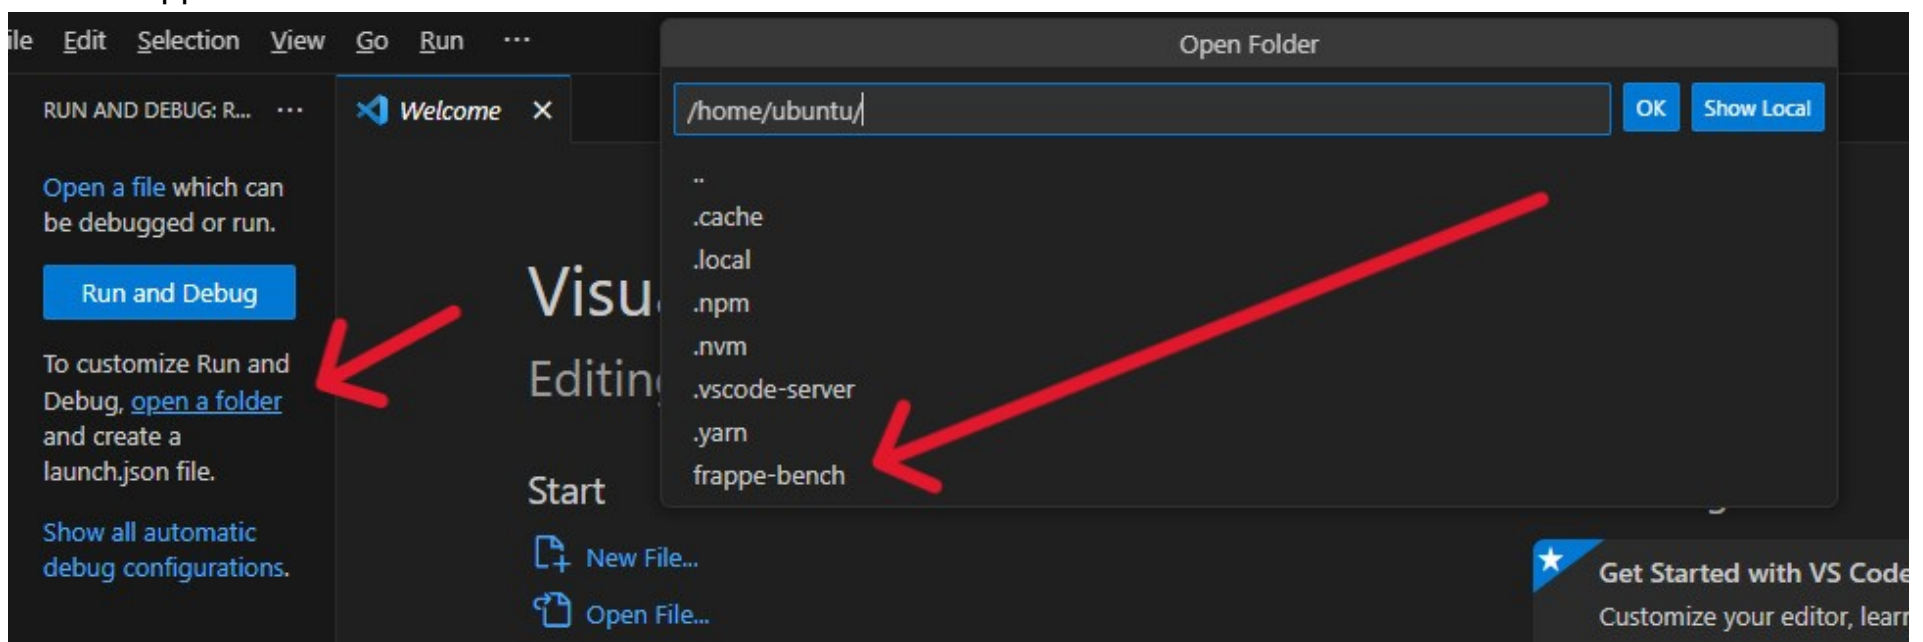 ile Edit Selection View Go Run ···
Open Folder
RUN AND DEBUG: R... ···
Welcome
/home/ubuntu/
OK
Show Local
Open a file which can
be debugged or run.
Run and Debug
To customize Run and
Debug, open a folder
and create a
launch.json file.
Show all automatic
debug configurations.
..
.cache
.local
.npm
.nvm
.vscode-server
.yarn
frappe-bench
Visu
Editing
Start
New File...
Open File...
Get Started with VS Code
Customize your editor, lear